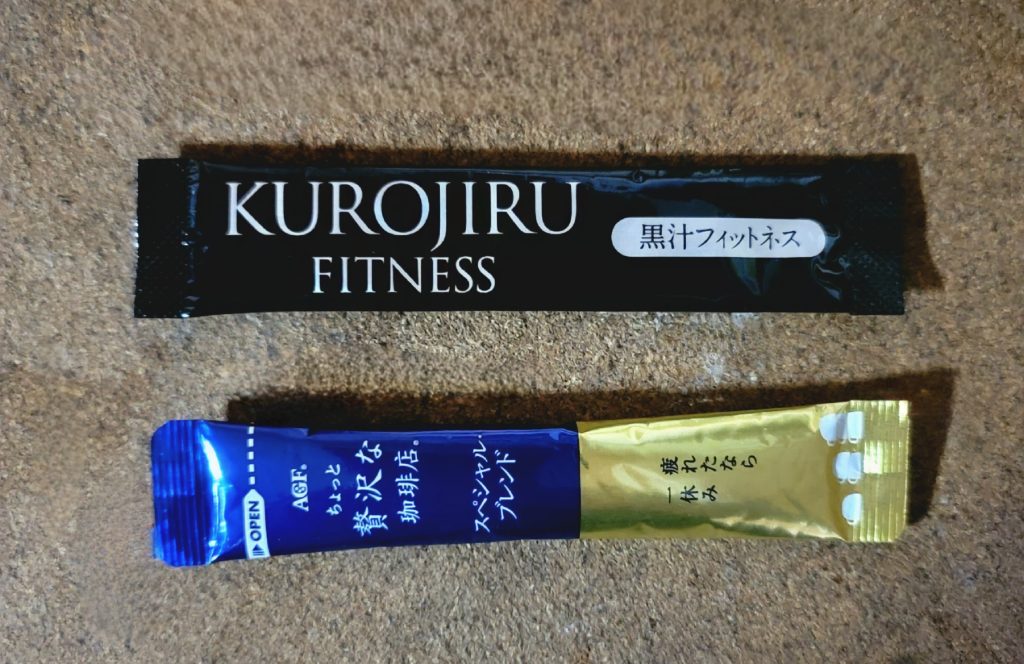 KUROJIRU
FITNESS
黒汁フィットネス
OPEN
AGF®
ちょっと
贅沢な
珈琲店®
スペシャル・
ブレンド
疲れたなら
一休み